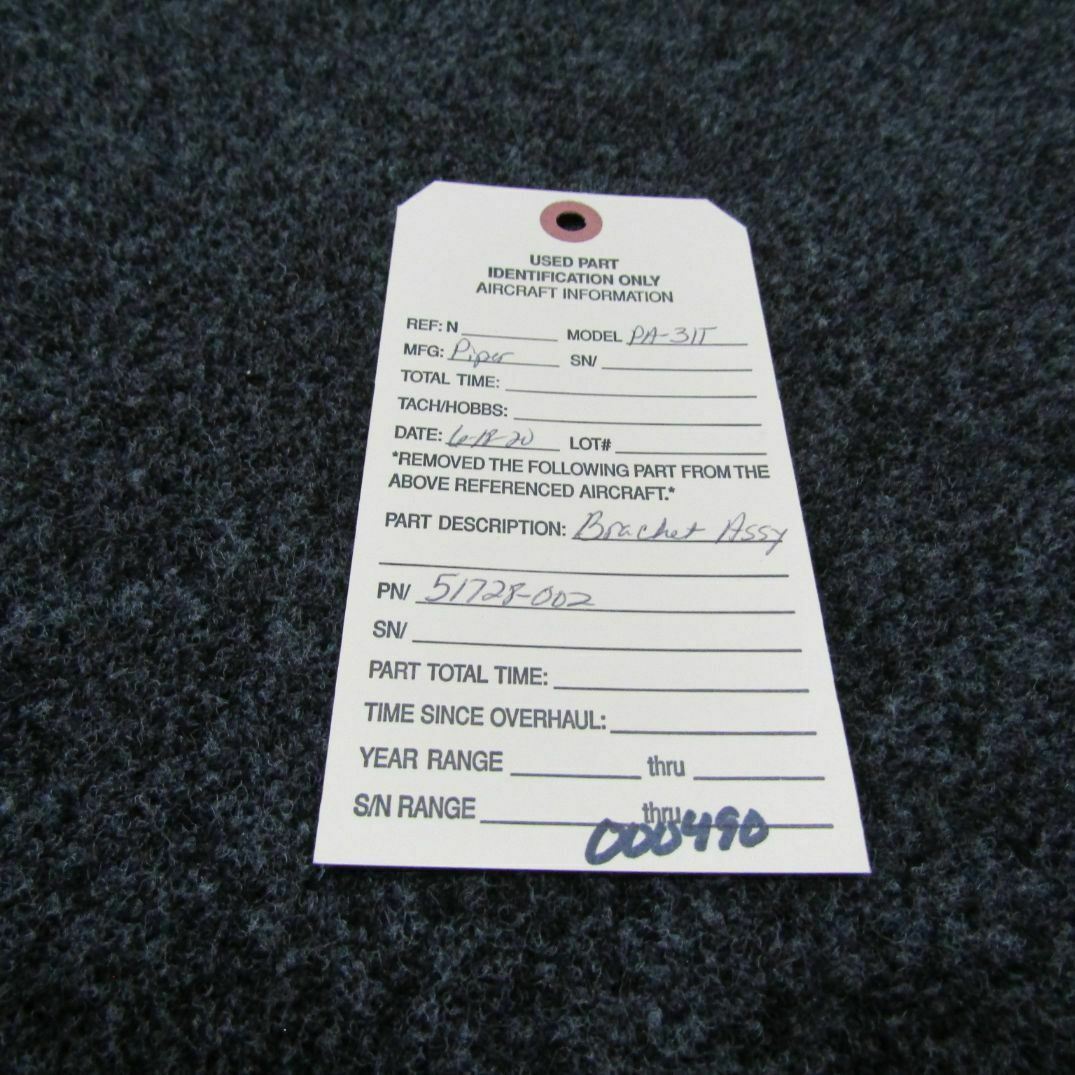 USED PART
IDENTIFICATION ONLY
AIRCRAFT INFORMATION
REF: N MODEL PA-31T
MFG: Piper SN/
TOTAL TIME:
TACH/HOBBS:
DATE: 6-18-20 LOT#
*REMOVED THE FOLLOWING PART FROM THE
ABOVE REFERENCED AIRCRAFT.*
PART DESCRIPTION: Bracket Assy
PN/ 51728-002
SN/
PART TOTAL TIME:
TIME SINCE OVERHAUL:
YEAR RANGE thru
S/N RANGE thru
000490